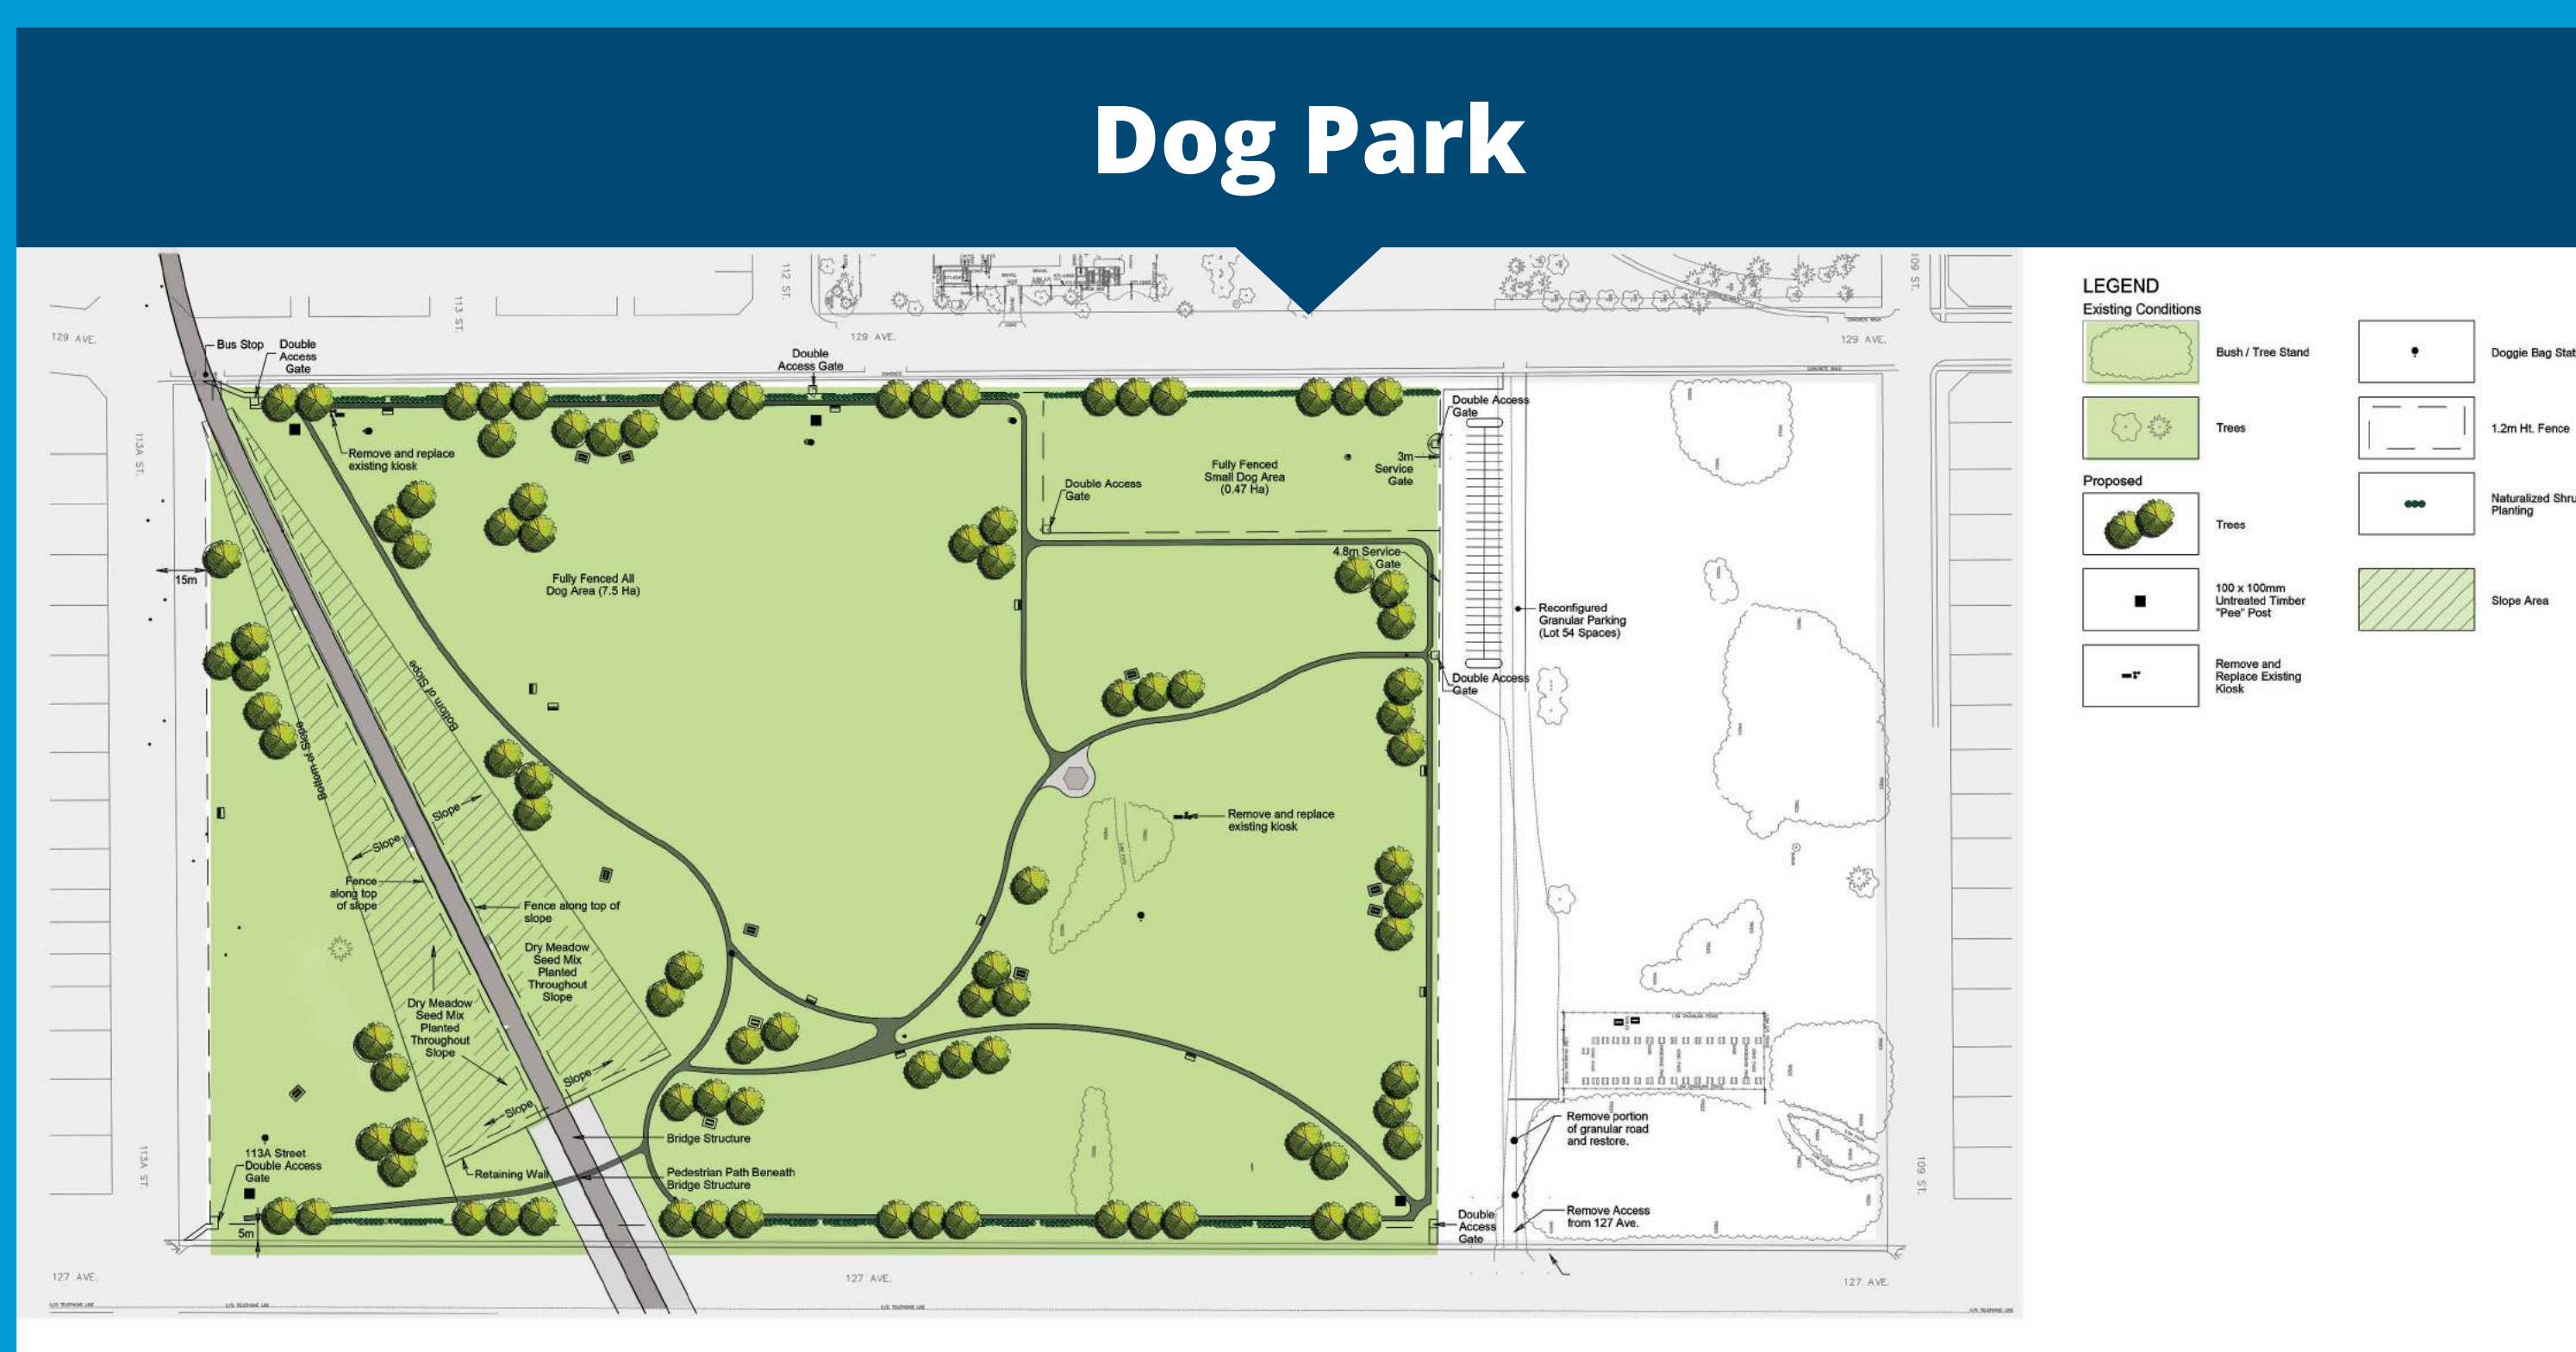 Dog Park
112 ST.
113 ST.
109 ST.
129 AVE.
129 AVE.
129 AVE.
Bus Stop
Double
Access
Gate
Double
Access Gate
Remove and replace
existing kiosk
113A ST.
15m
Fully Fenced All
Dog Area (7.5 Ha)
Double Access
Gate
Fully Fenced
Small Dog Area
(0.47 Ha)
Double Access
Gate
3m
Service
Gate
4.8m Service
Gate
Reconfigured
Granular Parking
(Lot 54 Spaces)
Double Access
Gate
Bottom of Slope
Bottom of Slope
Slope
Slope
Fence
along top
of slope
Fence along top of
slope
Remove and replace
existing kiosk
Dry Meadow
Seed Mix
Planted
Throughout
Slope
Dry Meadow
Seed Mix
Planted
Throughout
Slope
Slope
Slope
Bridge Structure
Retaining Wall
Pedestrian Path Beneath
Bridge Structure
113A Street
Double Access
Gate
113A ST.
5m
Remove portion
of granular road
and restore.
Double
Access
Gate
Remove Access
from 127 Ave.
109 ST.
127 AVE.
127 AVE.
127 AVE.
LEGEND
Existing Conditions
Bush / Tree Stand
Trees
Proposed
Trees
100 x 100mm
Untreated Timber
"Pee" Post
Remove and
Replace Existing
Kiosk
Doggie Bag Stat
1.2m Ht. Fence
Naturalized Shru
Planting
Slope Area